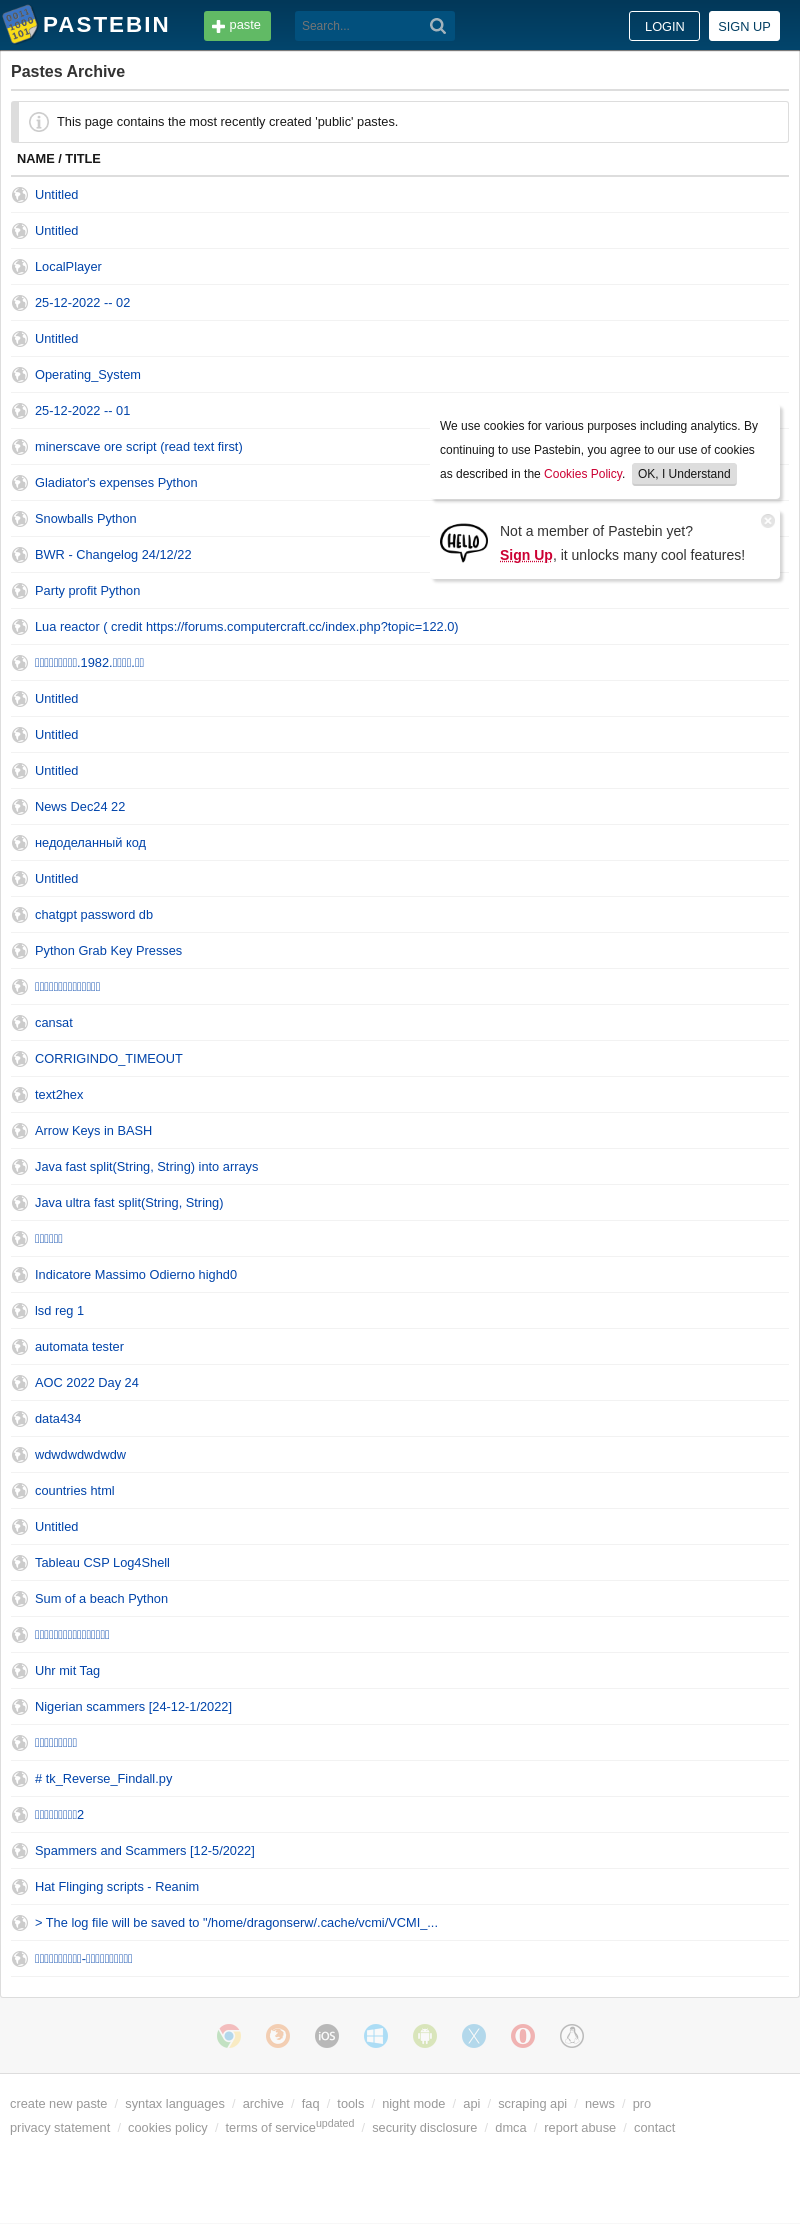 PASTEBIN
paste
Search...
LOGIN
SIGN UP
Pastes Archive
This page contains the most recently created 'public' pastes.
NAME / TITLE
Untitled
Untitled
LocalPlayer
25-12-2022 -- 02
Untitled
Operating_System
25-12-2022 -- 01
minerscave ore script (read text first)
Gladiator's expenses Python
Snowballs Python
BWR - Changelog 24/12/22
Party profit Python
We use cookies for various purposes including analytics. By
continuing to use Pastebin, you agree to our use of cookies
as described in the Cookies Policy. OK, I Understand
HELLO
Not a member of Pastebin yet?
Sign Up, it unlocks many cool features!
Lua reactor ( credit https://forums.computercraft.cc/index.php?topic=122.0)
.1982.
Untitled
Untitled
Untitled
News Dec24 22
недоделанный код
Untitled
chatgpt password db
Python Grab Key Presses
cansat
CORRIGINDO_TIMEOUT
text2hex
Arrow Keys in BASH
Java fast split(String, String) into arrays
Java ultra fast split(String, String)
Indicatore Massimo Odierno highd0
lsd reg 1
automata tester
AOC 2022 Day 24
data434
wdwdwdwdwdw
countries html
Untitled
Tableau CSP Log4Shell
Sum of a beach Python
Uhr mit Tag
Nigerian scammers [24-12-1/2022]
# tk_Reverse_Findall.py
2
Spammers and Scammers [12-5/2022]
Hat Flinging scripts - Reanim
> The log file will be saved to "/home/dragonserw/.cache/vcmi/VCMI_...
-
iOS
create new paste / syntax languages / archive / faq / tools / night mode / api / scraping api / news / pro
privacy statement / cookies policy / terms of service updated / security disclosure / dmca / report abuse / contact